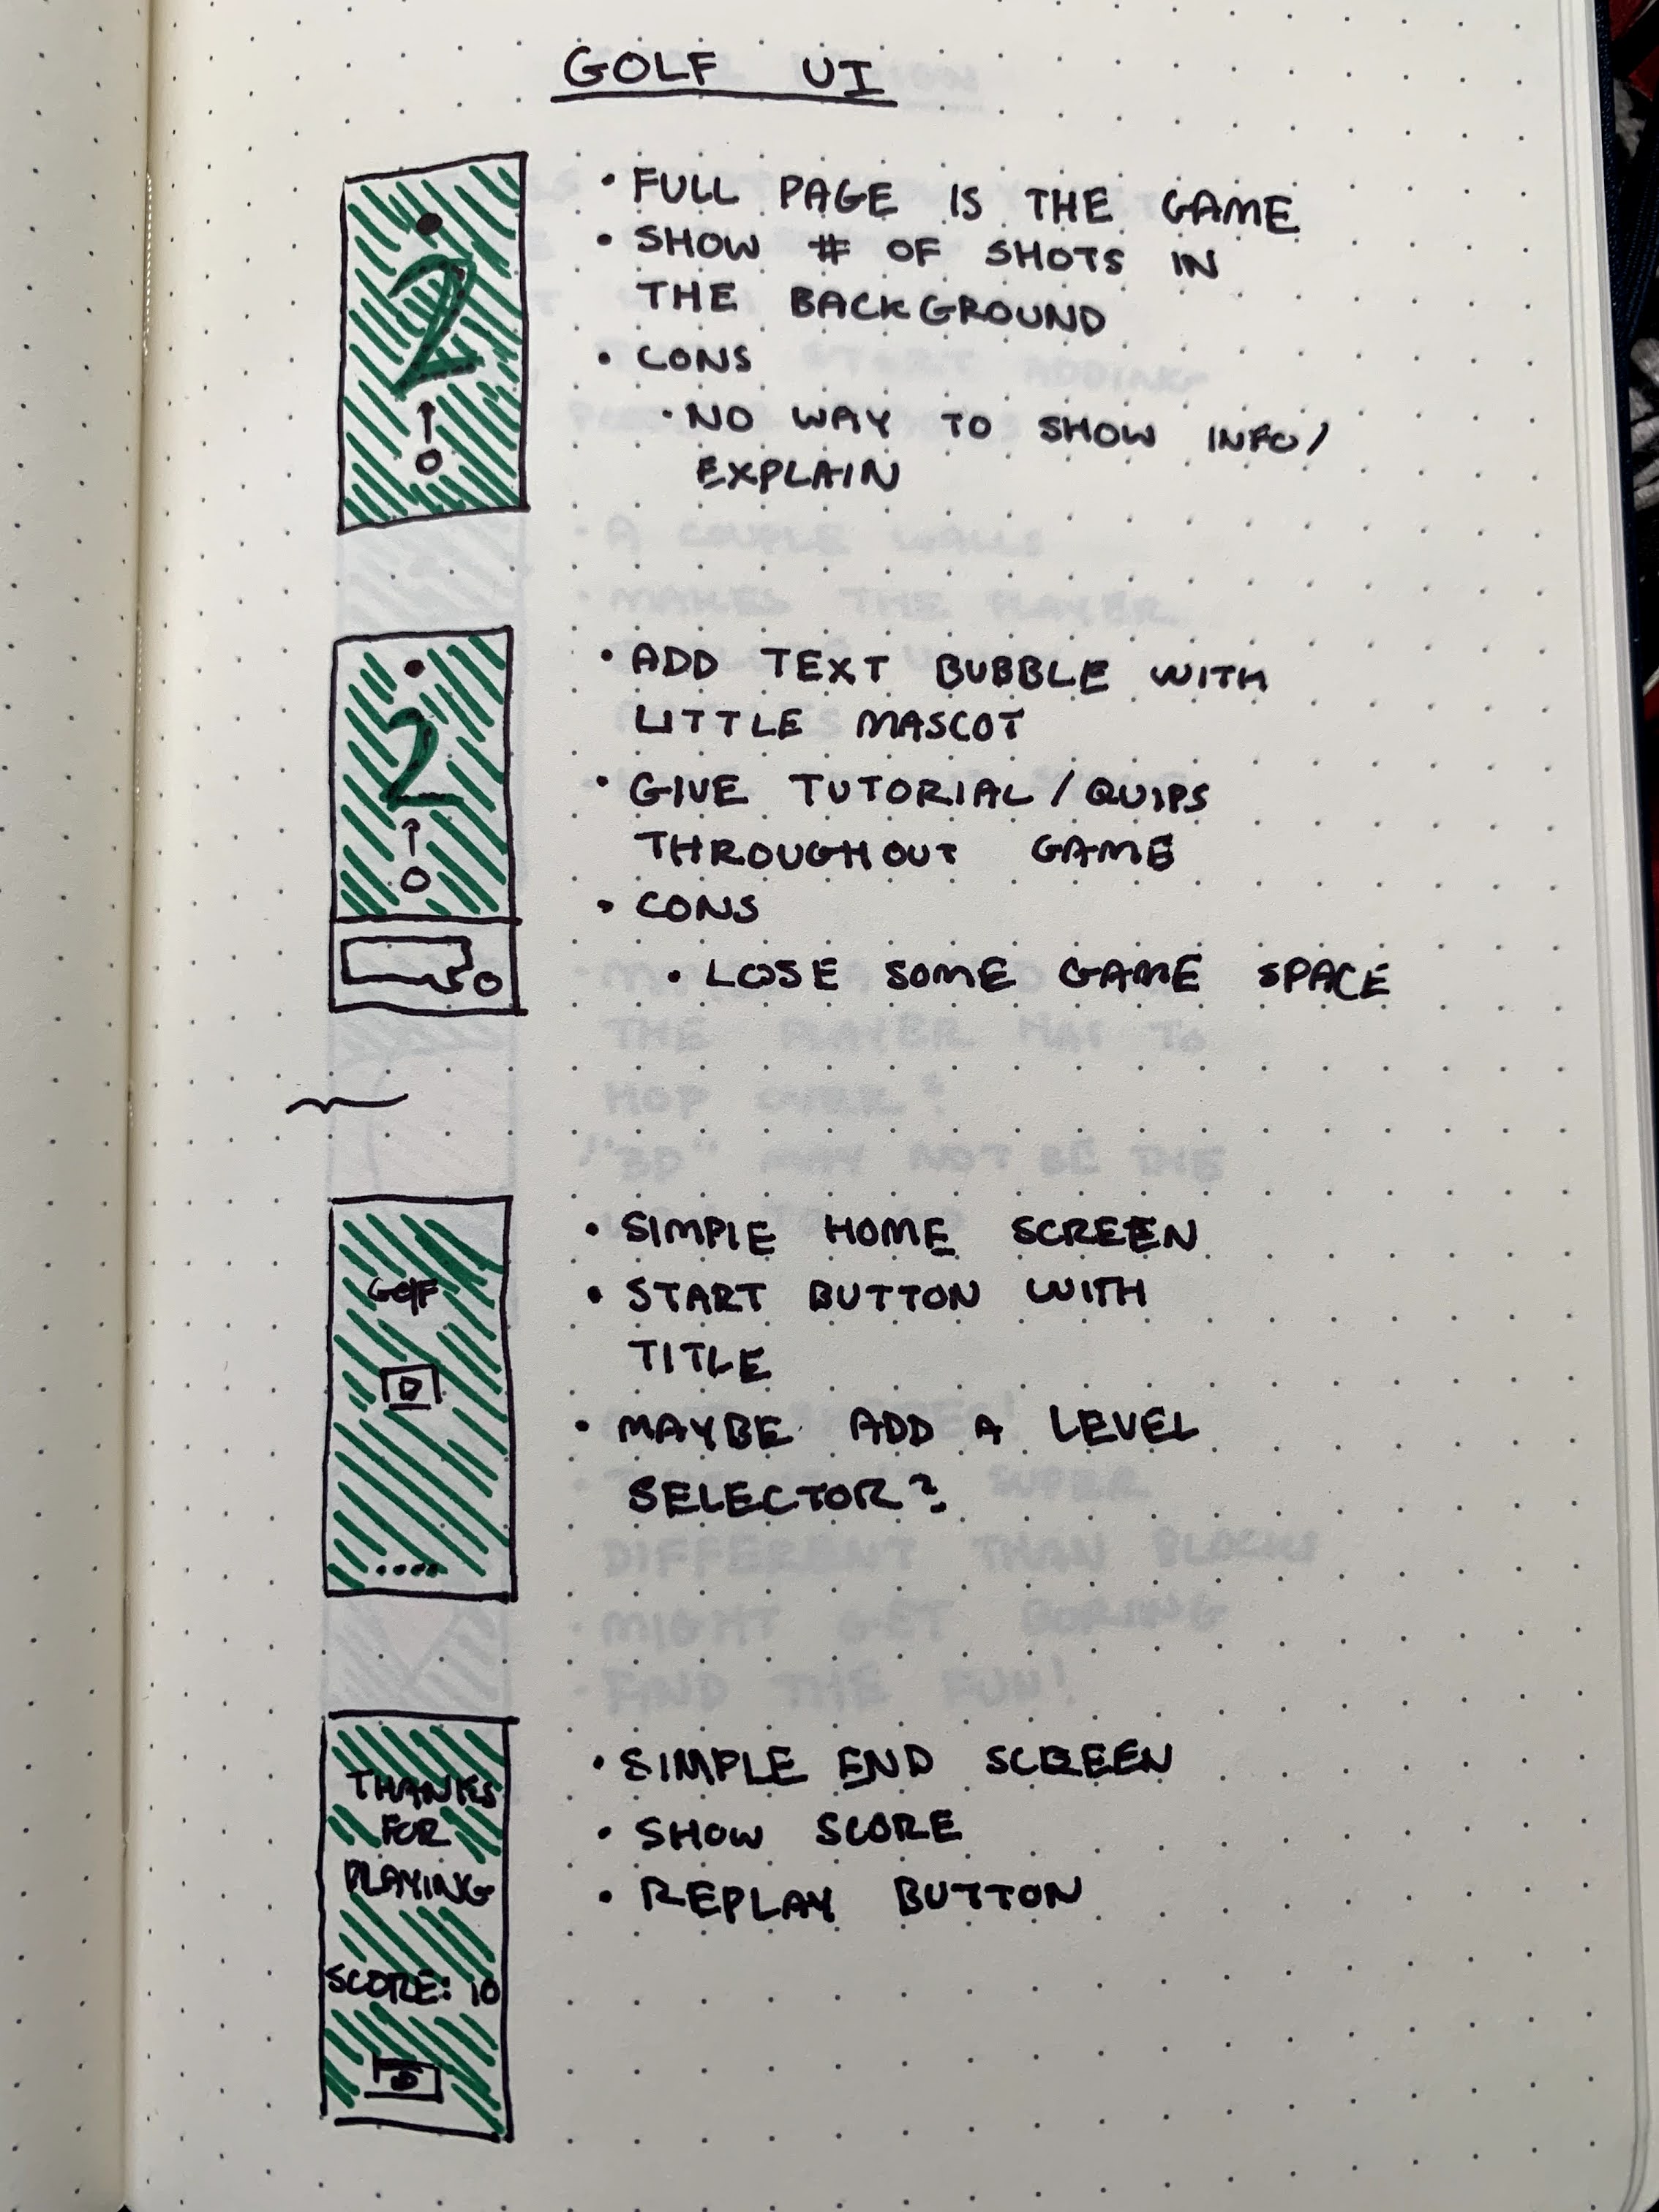 GOLF UI
2
• FULL PAGE IS THE GAME
• SHOW # OF SHOTS IN
THE BACKGROUND
• CONS
• NO WAY TO SHOW INFO/
EXPLAIN
2
• ADD TEXT BUBBLE WITH
LITTLE MASCOT
• GIVE TUTORIAL/QUIPS
THROUGHOUT GAME
• CONS
• LOSE SOME GAME SPACE
GOLF
• SIMPLE HOME SCREEN
• START BUTTON WITH
TITLE
• MAYBE ADD A LEVEL
SELECTOR?
THANKS
FOR
PLAYING
SCORE: 10
• SIMPLE END SCREEN
• SHOW SCORE
• REPLAY BUTTON